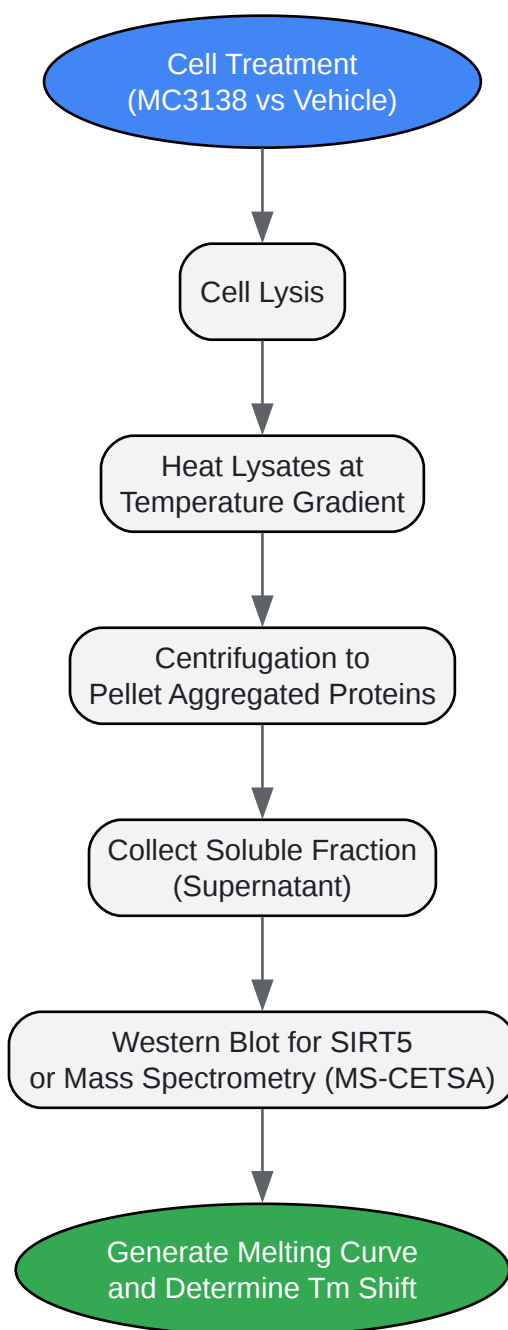 Cell Treatment
(MC3138 vs Vehicle)
Cell Lysis
Heat Lysates at
Temperature Gradient
Centrifugation to
Pellet Aggregated Proteins
Collect Soluble Fraction
(Supernatant)
Western Blot for SIRT5
or Mass Spectrometry (MS-CETSA)
Generate Melting Curve
and Determine Tm Shift